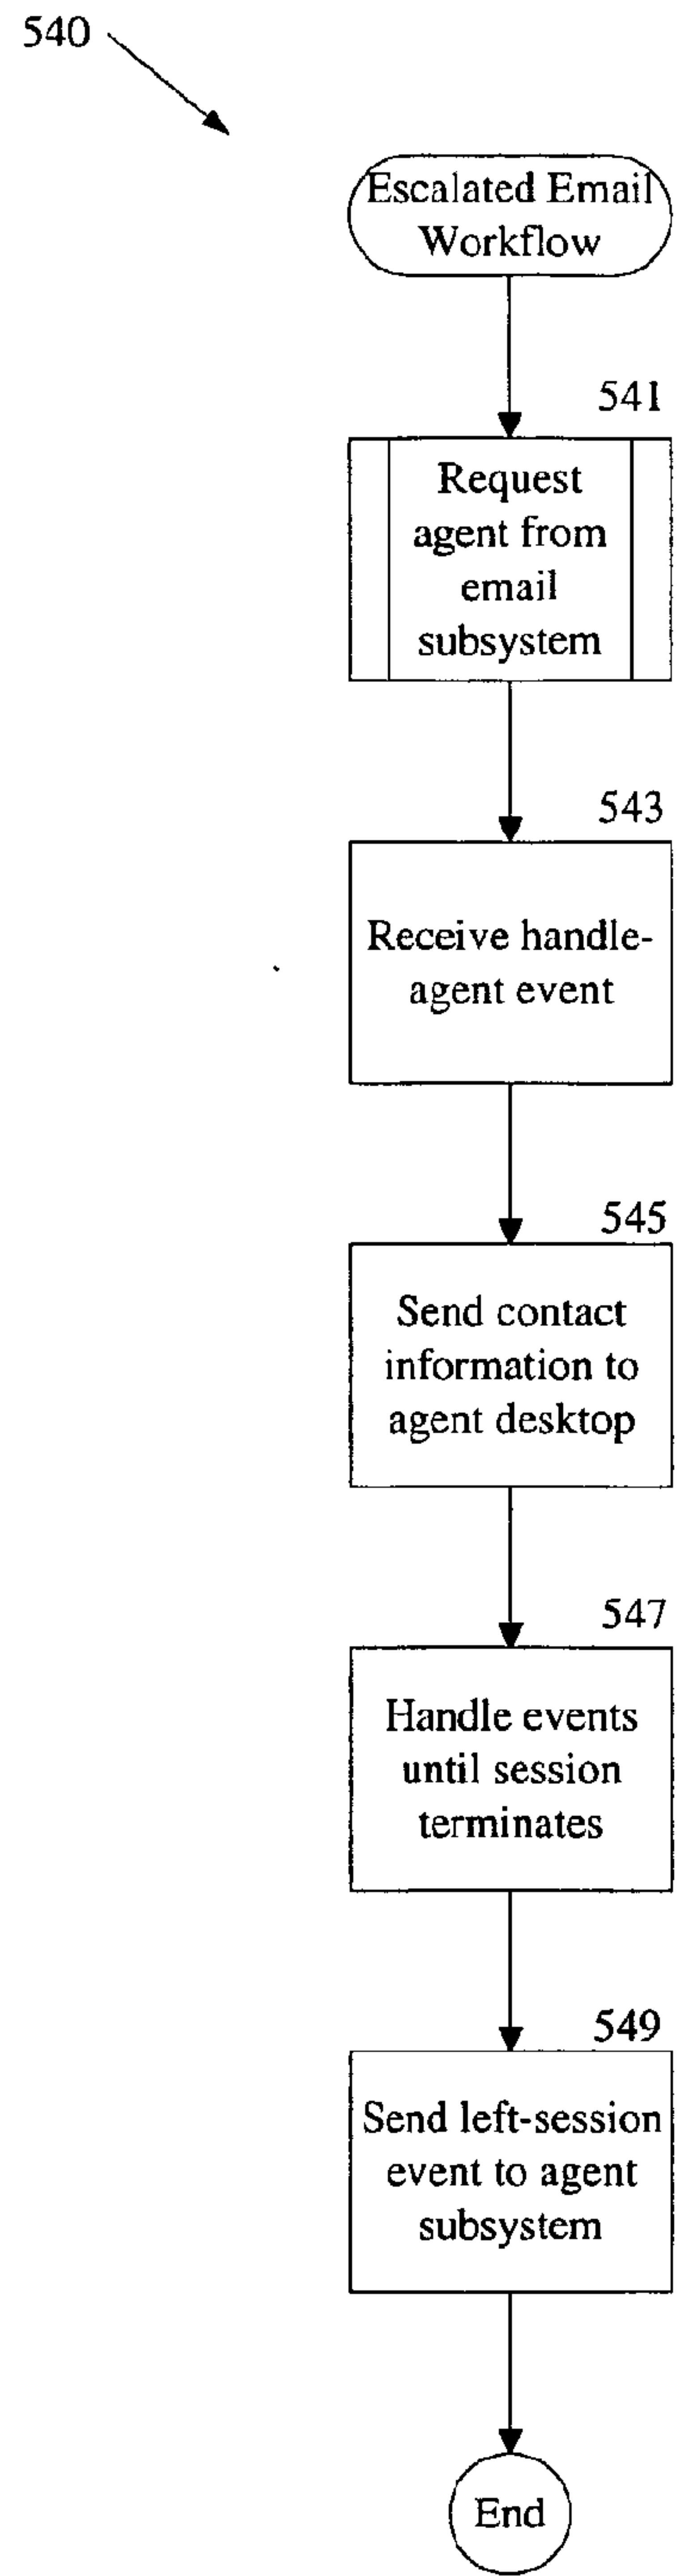 540
Escalated Email
Workflow
541
Request
agent from
email
subsystem
543
Receive handle-
agent event
545
Send contact
information to
agent desktop
547
Handle events
until session
terminates
549
Send left-session
event to agent
subsystem
End